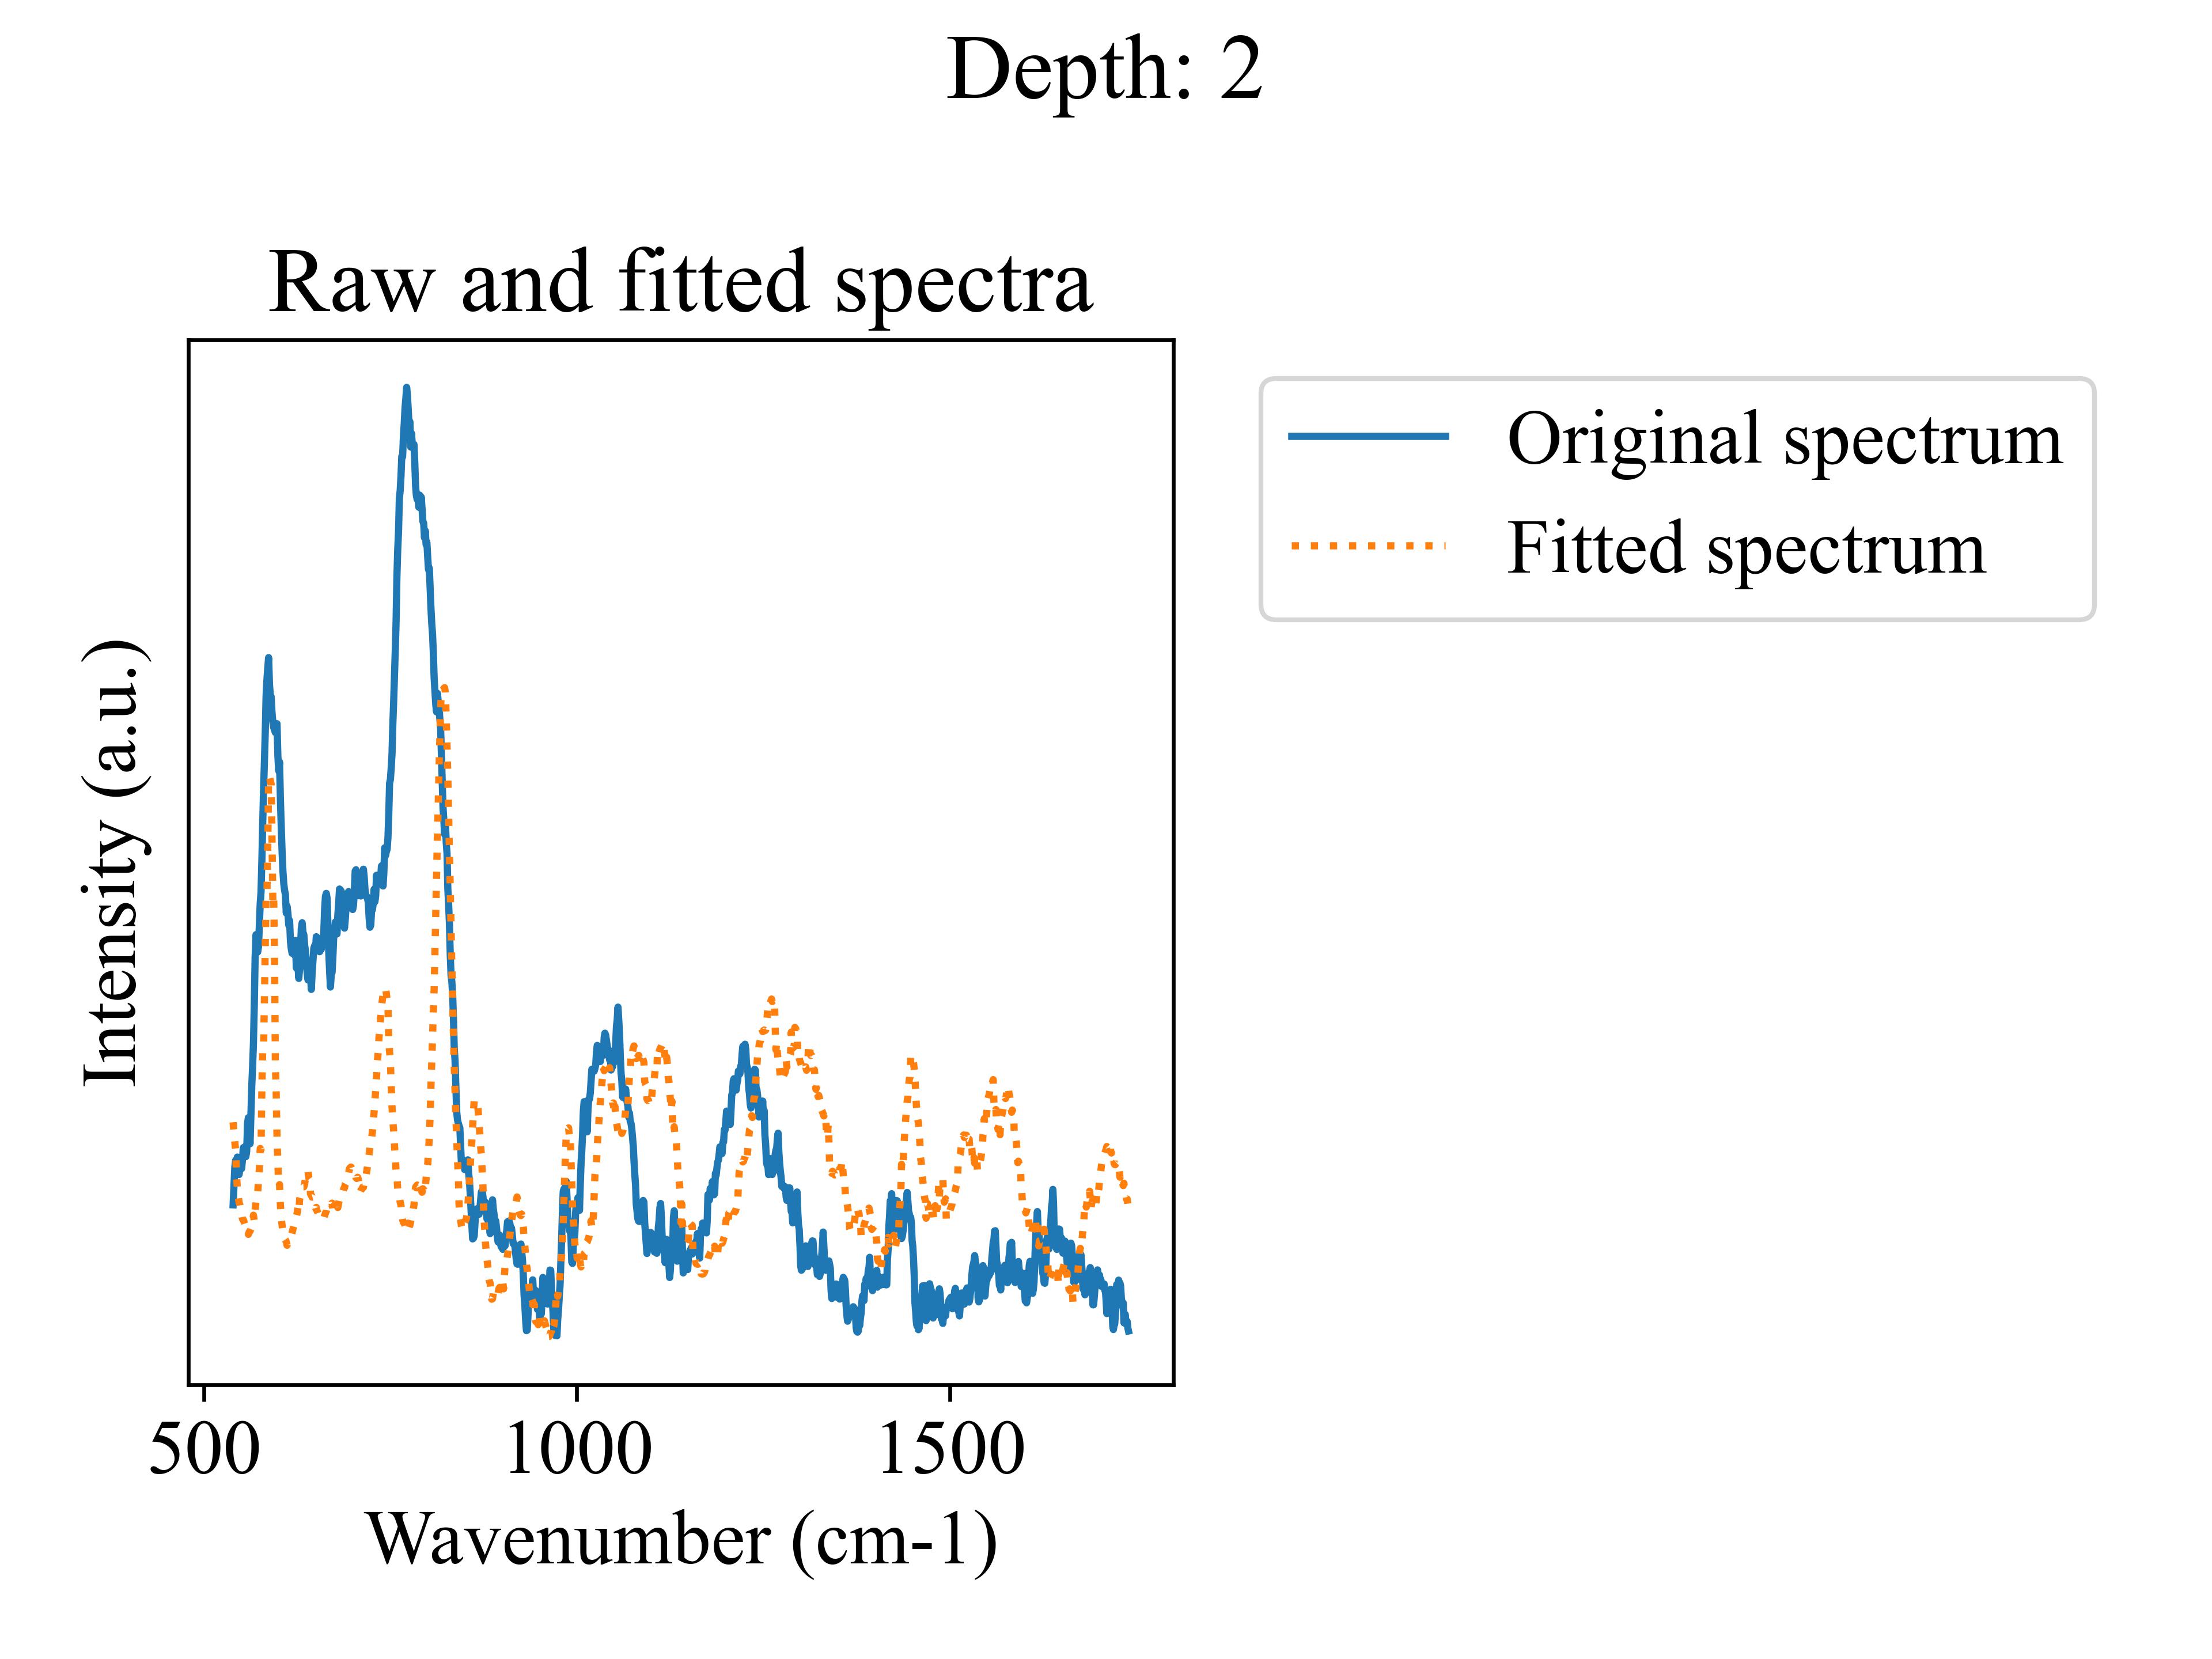 Depth: 2
Raw and fitted spectra
Original spectrum
Fitted spectrum
Intensity (a.u.)
500 1000 1500
Wavenumber (cm-1)